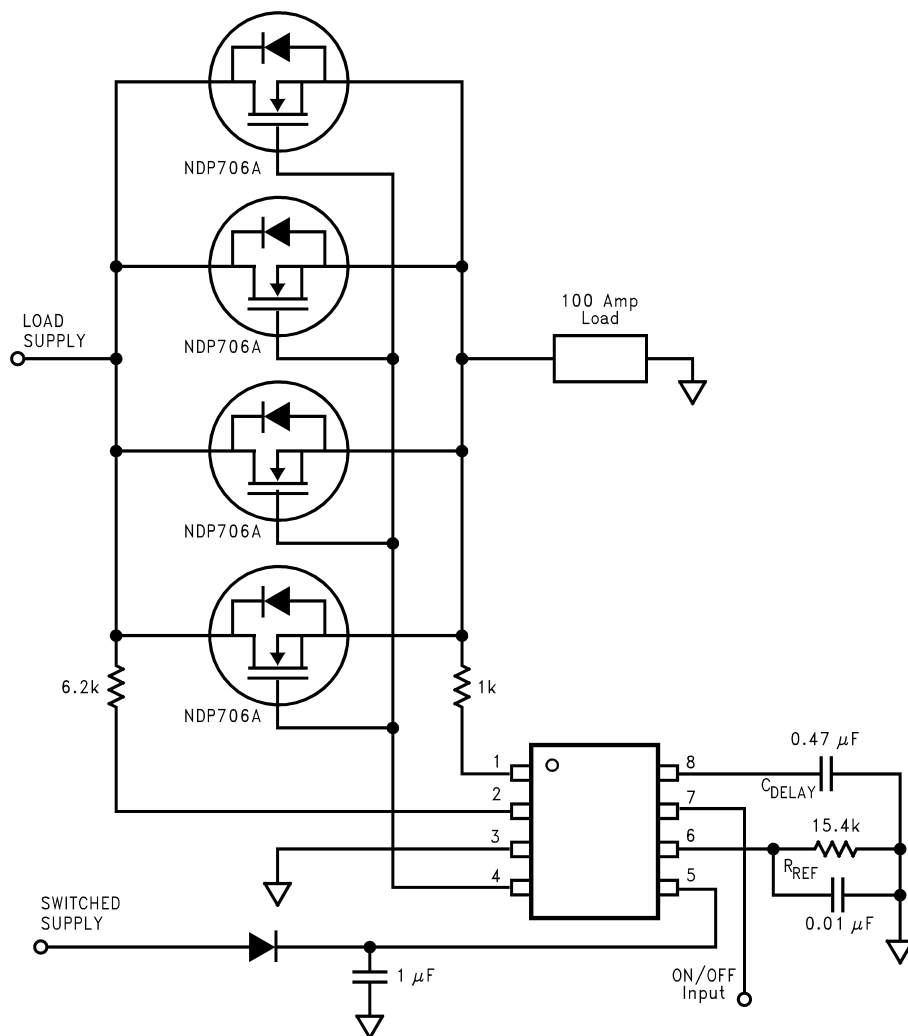 NDP706A
NDP706A
LOAD
SUPPLY
100 Amp
Load
NDP706A
6.2k
NDP706A
1k
0.47 µF
1
8
C_DELAY
2
7
15.4k
3
6
R_REF
4
5
0.01 µF
SWITCHED
SUPPLY
1 µF
ON/OFF
Input